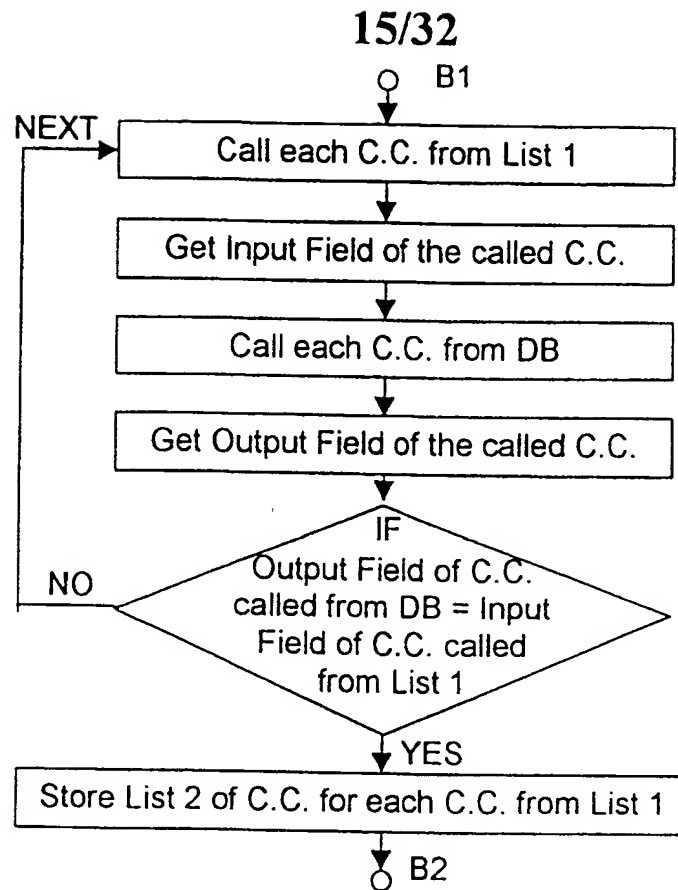 15/32
B1
NEXT
Call each C.C. from List 1
Get Input Field of the called C.C.
Call each C.C. from DB
Get Output Field of the called C.C.
IF
Output Field of C.C.
called from DB = Input
Field of C.C. called
from List 1
NO
YES
Store List 2 of C.C. for each C.C. from List 1
B2